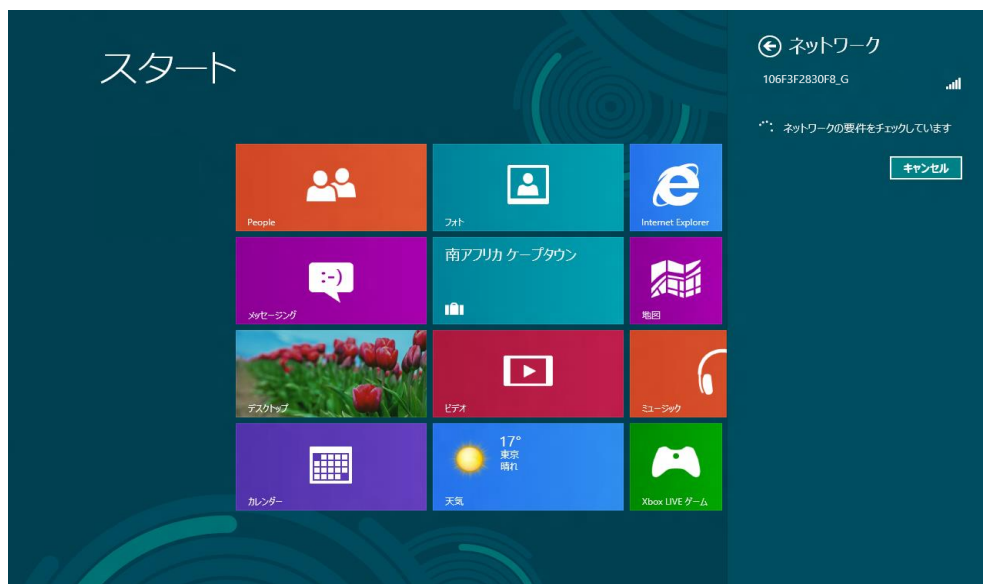 スタート
People
フォト
Internet Explorer
メッセージング
:-)
南アフリカ ケープタウン
地図
デスクトップ
ビデオ
ミュージック
カレンダー
17°
東京
晴れ
天気
Xbox LIVE ゲーム
ネットワーク
106F3F2830F8_G
ネットワークの要件をチェックしています
キャンセル